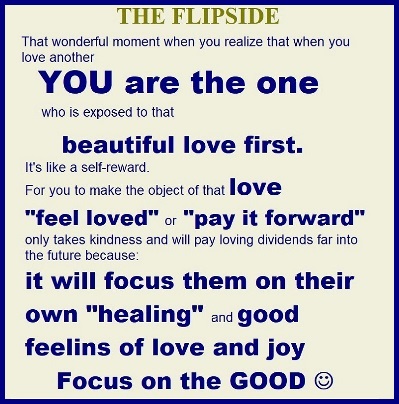 THE FLIPSIDE
That wonderful moment when you realize that when you
love another
YOU are the one
who is exposed to that
beautiful love first.
It's like a self-reward.
For you to make the object of that love
"feel loved" or "pay it forward"
only takes kindness and will pay loving dividends far into
the future because:
it will focus them on their
own "healing" and good
feelins of love and joy
Focus on the GOOD ☺